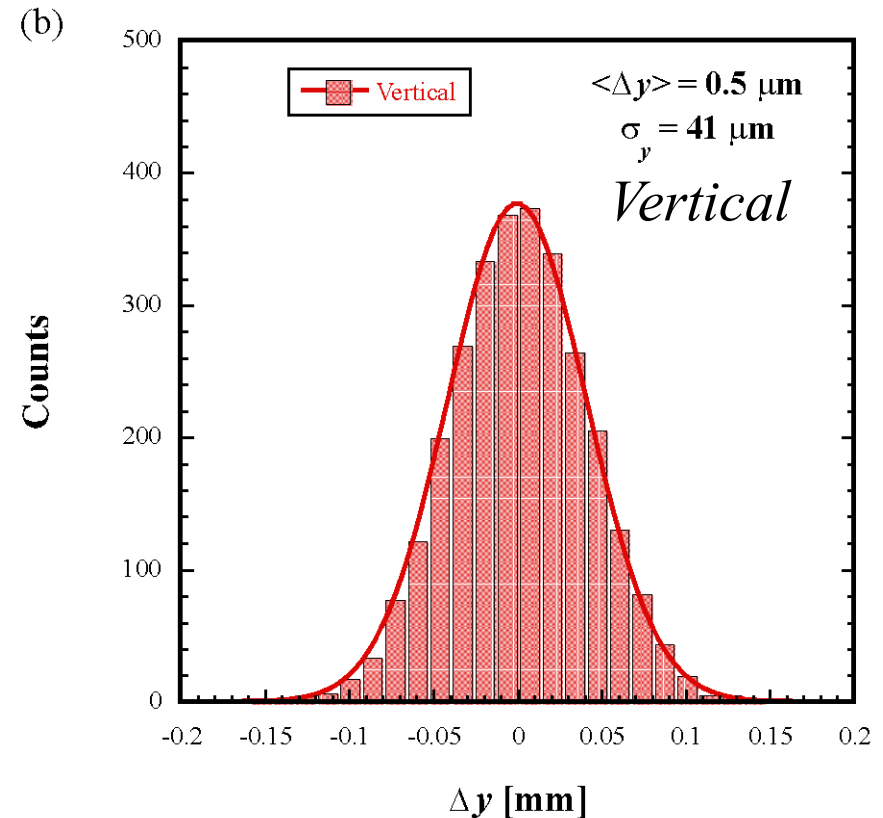 (b)
500
Vertical
<Δy> = 0.5 μm
σy = 41 μm
Vertical
400
300
Counts
200
100
0
-0.2 -0.15 -0.1 -0.05 0 0.05 0.1 0.15 0.2
Δy [mm]